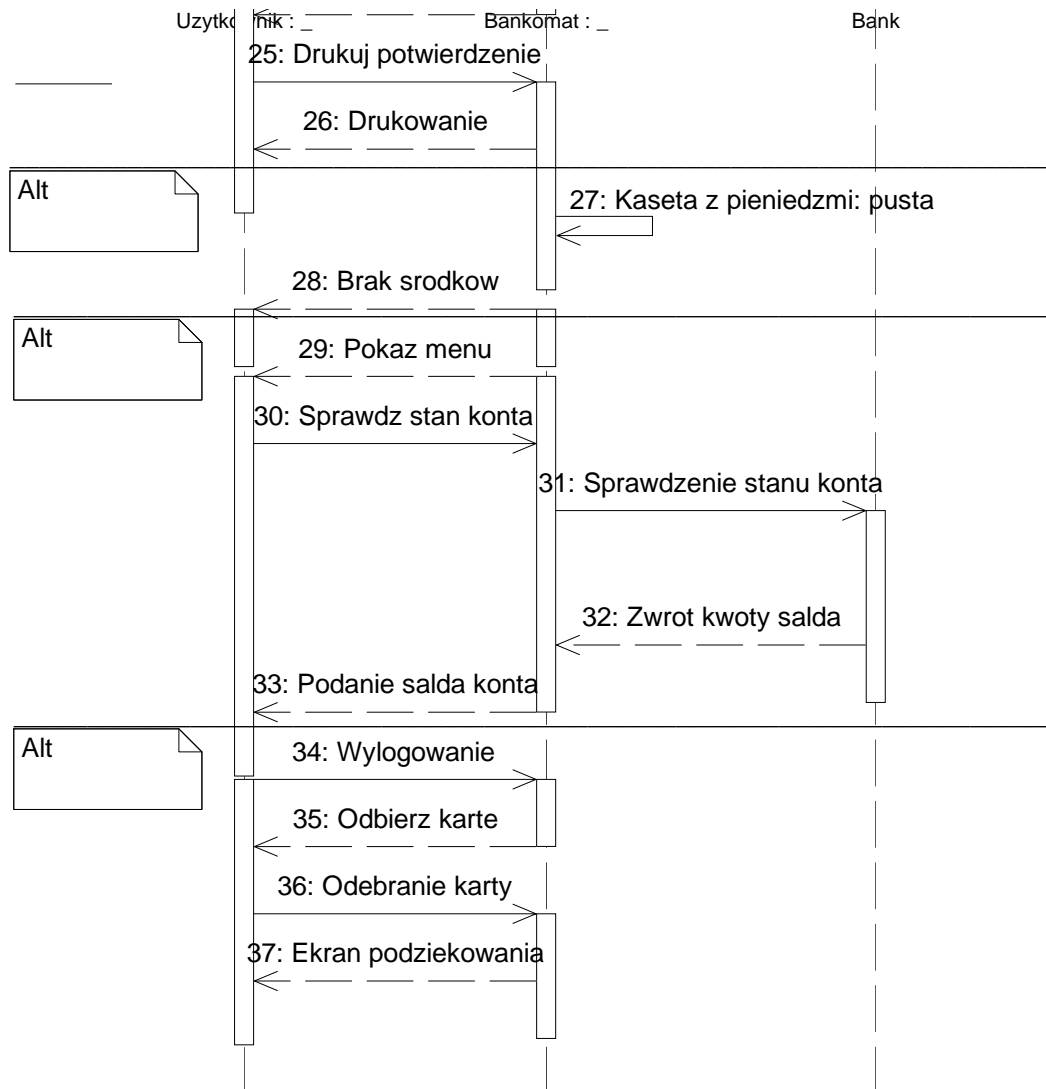 Uzytkownik : _ Bankomat : _ Bank
25: Drukuj potwierdzenie
26: Drukowanie
Alt
27: Kaseta z pieniedzmi: pusta
28: Brak srodkow
Alt
29: Pokaz menu
30: Sprawdz stan konta
31: Sprawdzenie stanu konta
32: Zwrot kwoty salda
33: Podanie salda konta
Alt
34: Wylogowanie
35: Odbierz karte
36: Odebranie karty
37: Ekran podziekowania